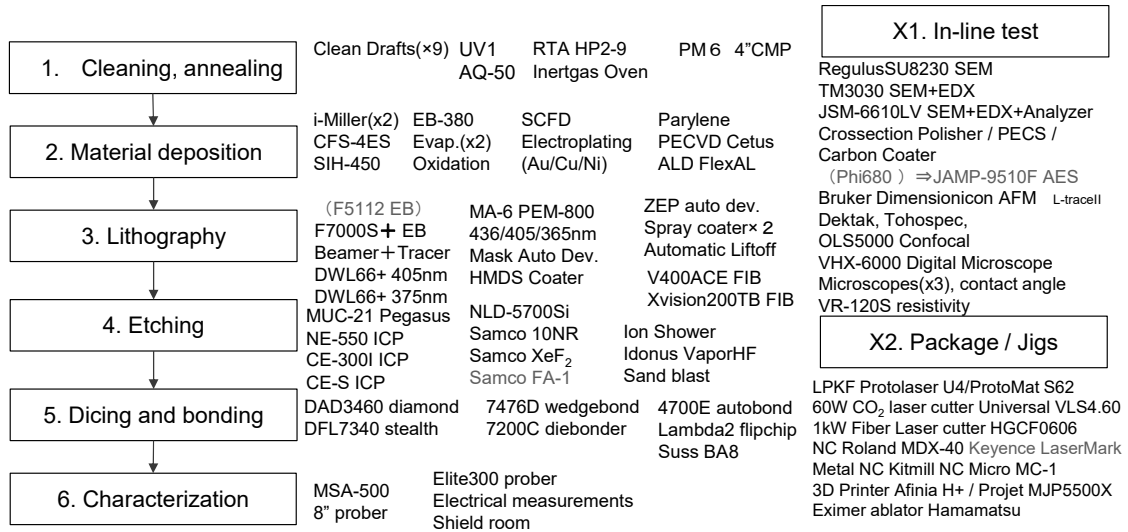 1. Cleaning, annealing
Clean Drafts(×9) UV1 RTA HP2-9 PM６ 4”CMP
AQ-50 Inertgas Oven
2. Material deposition
i-Miller(x2) EB-380 SCFD Parylene
CFS-4ES Evap.(x2) Electroplating PECVD Cetus
SIH-450 Oxidation (Au/Cu/Ni) ALD FlexAL
3. Lithography
（F5112 EB）
F7000S＋ EB
Beamer＋Tracer
DWL66+ 405nm
DWL66+ 375nm
MA-6 PEM-800
436/405/365nm
Mask Auto Dev.
HMDS Coater
ZEP auto dev.
Spray coater× 2
Automatic Liftoff
V400ACE FIB
Xvision200TB FIB
4. Etching
MUC-21 Pegasus
NE-550 ICP
CE-300I ICP
CE-S ICP
NLD-5700Si
Samco 10NR
Samco XeF2
Samco FA-1
Ion Shower
Idonus VaporHF
Sand blast
5. Dicing and bonding
DAD3460 diamond
DFL7340 stealth
7476D wedgebond
7200C diebonder
4700E autobond
Lambda2 flipchip
Suss BA8
6. Characterization
MSA-500
8” prober
Elite300 prober
Electrical measurements
Shield room
X1. In-line test
RegulusSU8230 SEM
TM3030 SEM+EDX
JSM-6610LV SEM+EDX+Analyzer
Crossection Polisher / PECS /
Carbon Coater
（Phi680 ）⇒JAMP-9510F AES
Bruker Dimensionicon AFM L-traceII
Dektak, Tohospec,
OLS5000 Confocal
VHX-6000 Digital Microscope
Microscopes(x3), contact angle
VR-120S resistivity
X2. Package / Jigs
LPKF Protolaser U4/ProtoMat S62
60W CO2 laser cutter Universal VLS4.60
1kW Fiber Laser cutter HGCF0606
NC Roland MDX-40 Keyence LaserMark
Metal NC Kitmill NC Micro MC-1
3D Printer Afinia H+ / Projet MJP5500X
Eximer ablator Hamamatsu